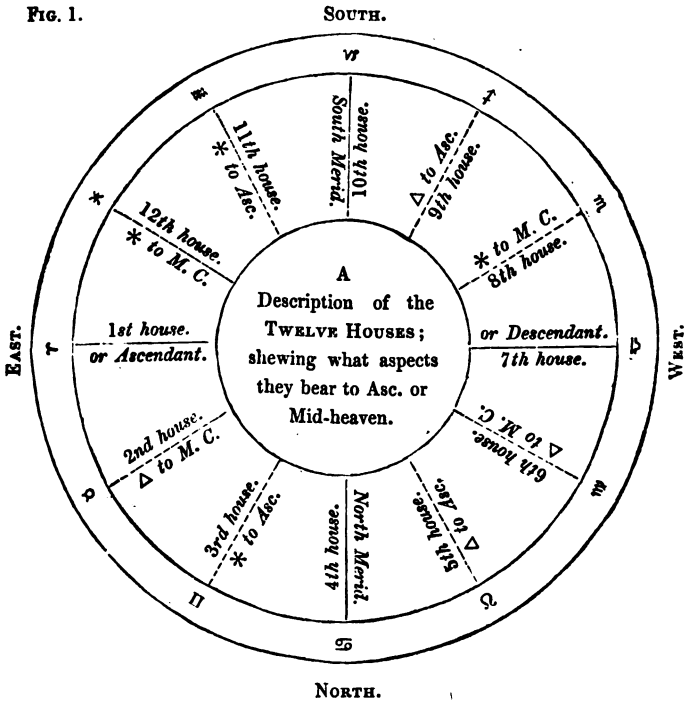 FIG. 1.
SOUTH.
♑
♐
♏
♎
♍
♌
♋
♊
♉
♈
♓
♒
10th house.
South Merid.
△ to Asc.
9th house.
✱ to M. C.
8th house.
or Descendant.
7th house.
△ to M. C.
6th house.
△ to Asc.
5th house.
North Merid.
4th house.
3rd house.
✱ to Asc.
2nd house.
△ to M. C.
1st house.
or Ascendant.
12th house.
✱ to M. C.
11th house.
✱ to Asc.
A
Description of the
TWELVE HOUSES;
shewing what aspects
they bear to Asc. or
Mid-heaven.
EAST.
WEST.
NORTH.